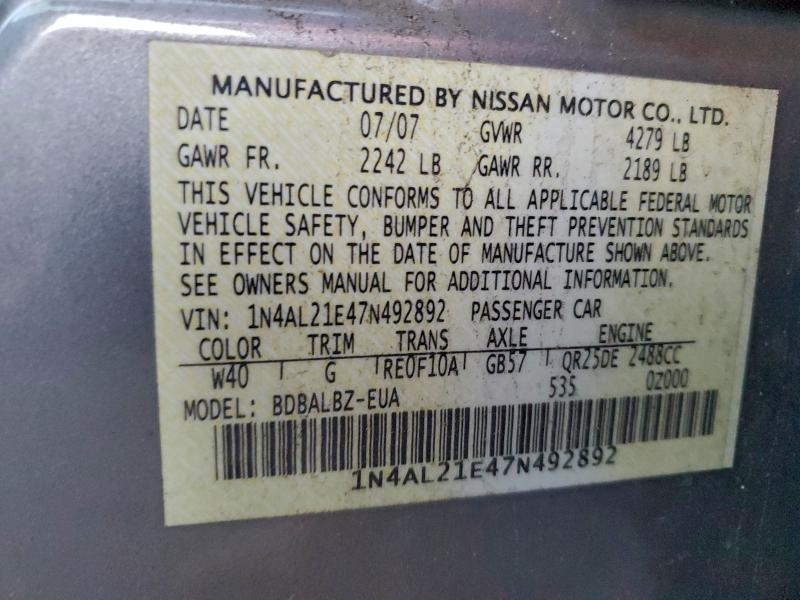 MANUFACTURED BY NISSAN MOTOR CO., LTD.
DATE 07/07 GVWR 4279 LB
GAWR FR. 2242 LB GAWR RR. 2189 LB
THIS VEHICLE CONFORMS TO ALL APPLICABLE FEDERAL MOTOR
VEHICLE SAFETY, BUMPER AND THEFT PREVENTION STANDARDS
IN EFFECT ON THE DATE OF MANUFACTURE SHOWN ABOVE.
SEE OWNERS MANUAL FOR ADDITIONAL INFORMATION.
VIN: 1N4AL21E47N492892 PASSENGER CAR
COLOR TRIM TRANS AXLE ENGINE
W40 G RE0F10A GB57 QR25DE 2488CC
MODEL: BDBALBZ-EUA 535 0Z000
1N4AL21E47N492892